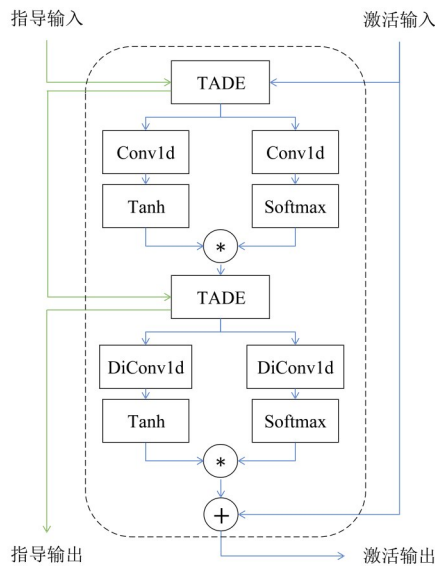 指导输入
激活输入
TADE
Conv1d
Conv1d
Tanh
Softmax
*
TADE
DiConv1d
DiConv1d
Tanh
Softmax
*
+
指导输出
激活输出